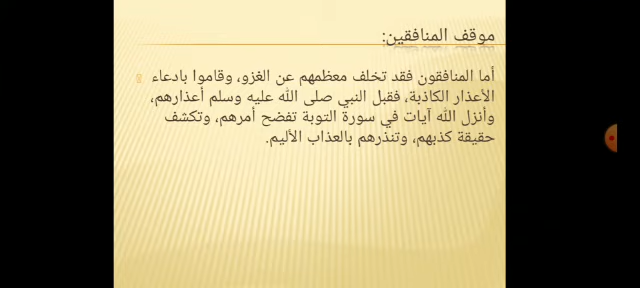 موقف المنافقين:
أما المنافقون فقد تخلف معظمهم عن الغزو، وقاموا بادعاء
الأعذار الكاذبة، فقبل النبي صلى الله عليه وسلم أعذارهم،
وأنزل الله آيات في سورة التوبة تفضح أمرهم، وتكشف
حقيقة كذبهم، وتنذرهم بالعذاب الأليم.